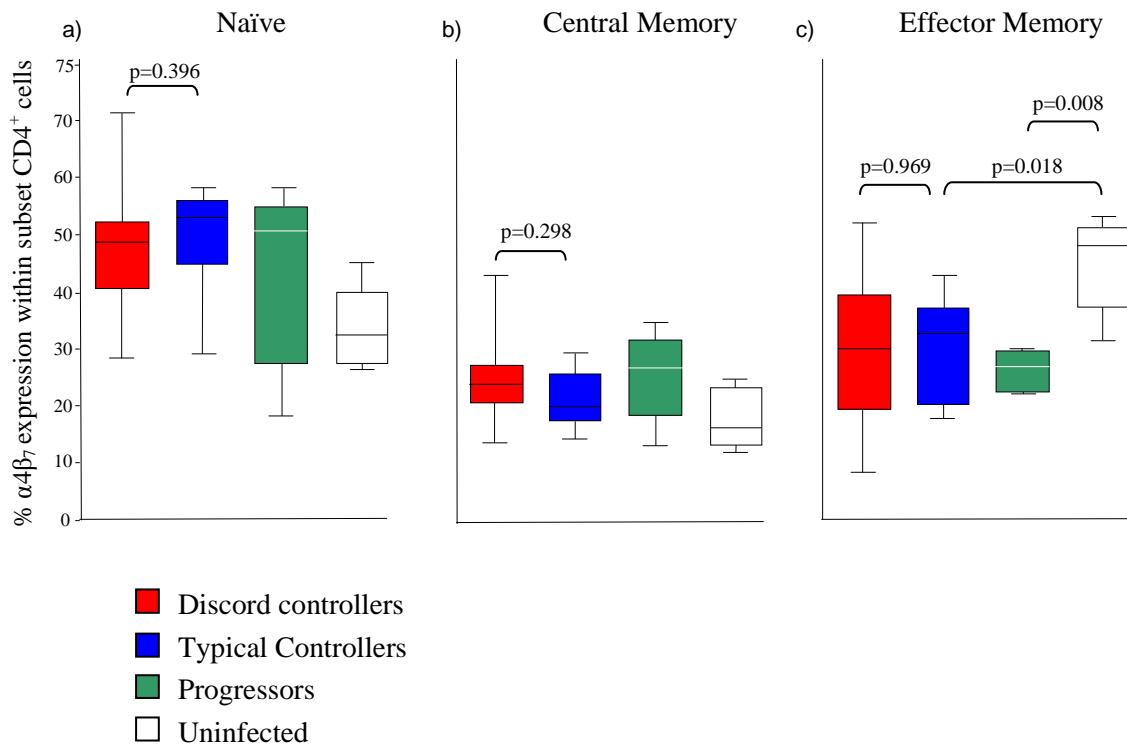 a) Naïve
b) Central Memory
c) Effector Memory
% α4β7 expression within subset CD4+ cells
75
70
60
50
40
30
20
10
0
p=0.396
p=0.298
p=0.008
p=0.969
p=0.018
Discord controllers
Typical Controllers
Progressors
Uninfected